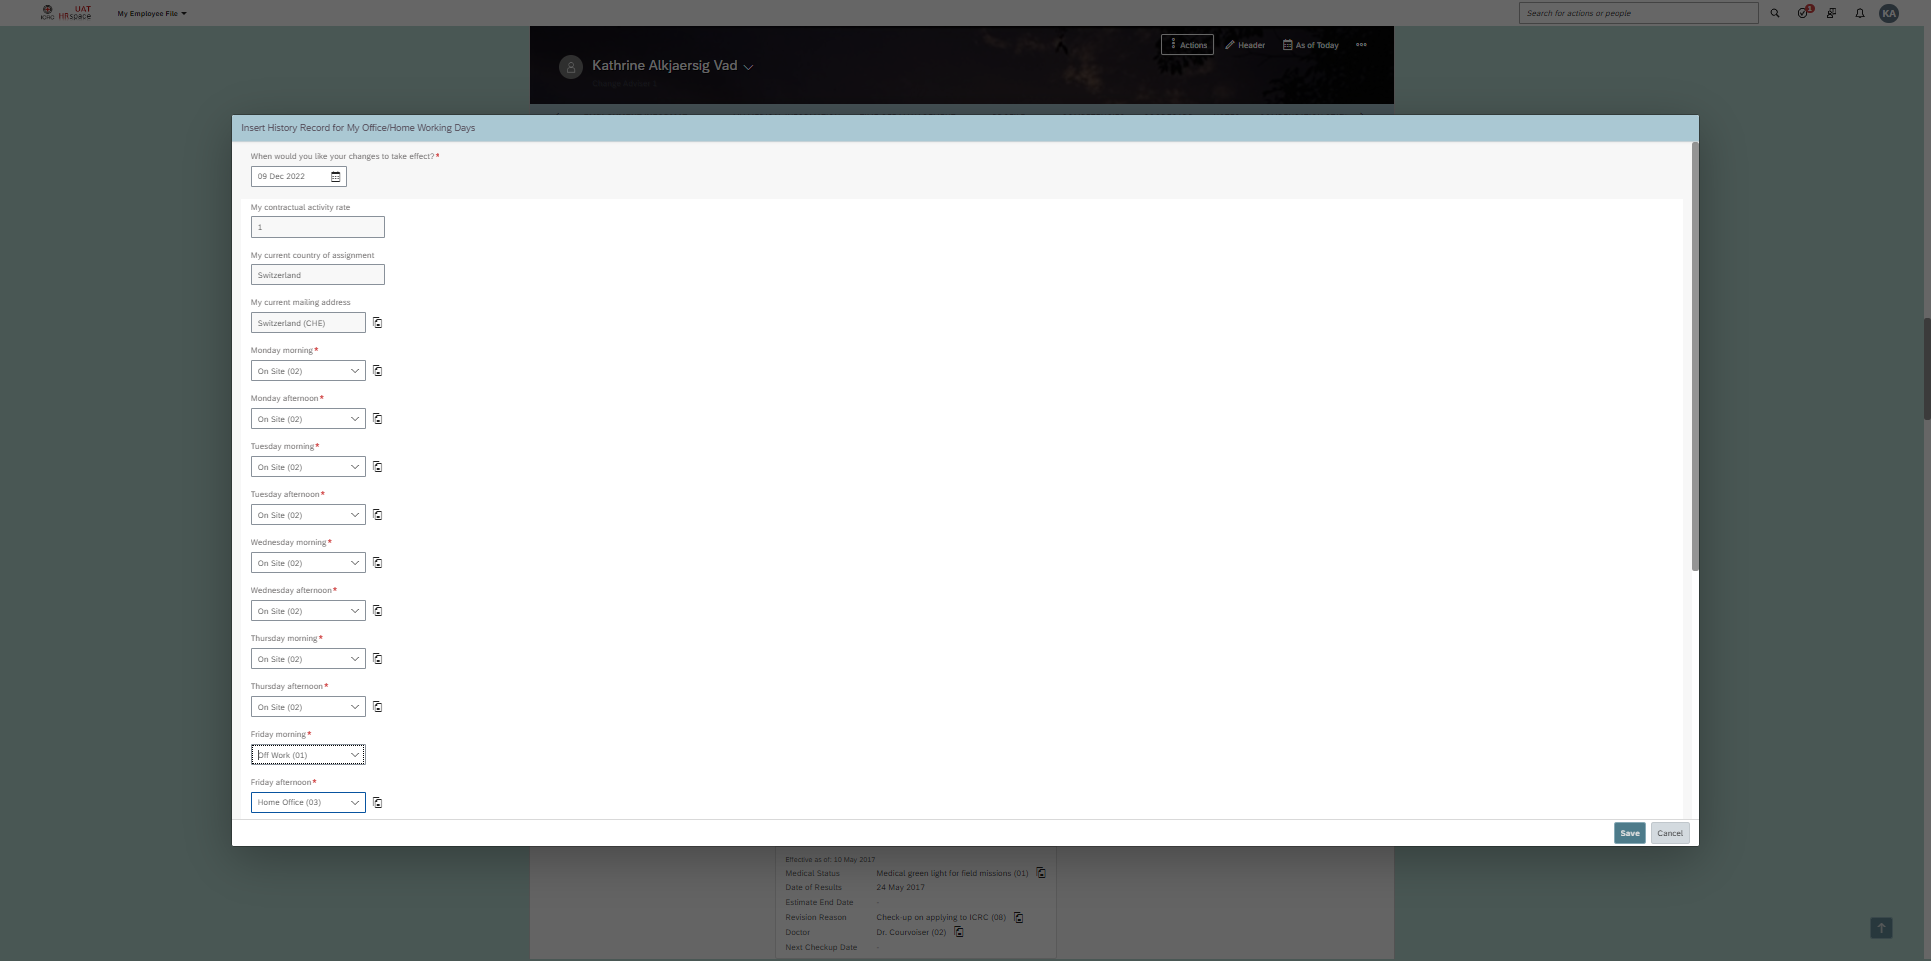 ICRC
UAT
HRspace
My Employee File
Search for actions or people
1
KA
Actions
Header
As of Today
Kathrine Alkjaersig Vad
Insert History Record for My Office/Home Working Days
When would you like your changes to take effect?*
09 Dec 2022
My contractual activity rate
1
My current country of assignment
Switzerland
My current mailing address
Switzerland (CHE)
Monday morning*
On Site (02)
Monday afternoon*
On Site (02)
Tuesday morning*
On Site (02)
Tuesday afternoon*
On Site (02)
Wednesday morning*
On Site (02)
Wednesday afternoon*
On Site (02)
Thursday morning*
On Site (02)
Thursday afternoon*
On Site (02)
Friday morning*
Off Work (01)
Friday afternoon*
Home Office (03)
Save
Cancel
Effective as of: 10 May 2017
Medical Status Medical green light for field missions (01)
Date of Results 24 May 2017
Estimate End Date -
Revision Reason Check-up on applying to ICRC (08)
Doctor Dr. Courvoiser (02)
Next Checkup Date -